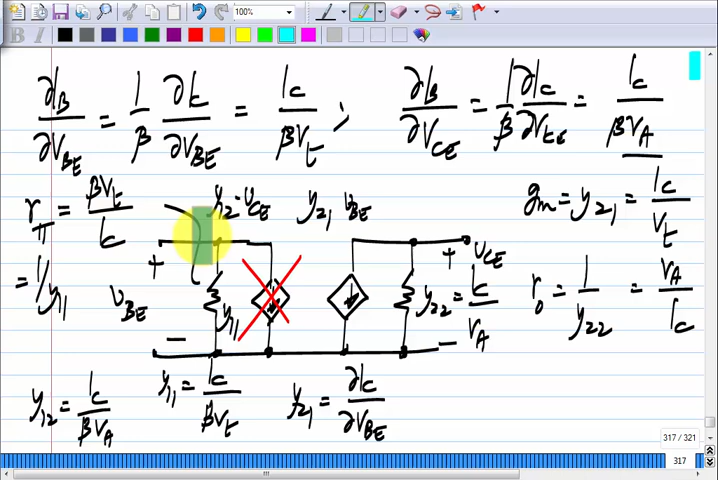 100%
B I
∂I_B/∂V_BE = 1/β ∂I_C/∂V_BE = I_C/βV_t ; ∂I_B/∂V_CE = 1/β ∂I_C/∂V_CE = I_C/βV_A
r_π = βV_t/I_C y_12·v_CE y_21 v_BE g_m = y_21 = I_C/V_t
= 1/y_11 + v_BE − y_11 + v_CE − y_22 = I_C/V_A r_0 = 1/y_22 = V_A/I_C
y_12 = I_C/βV_A y_11 = I_C/βV_t y_21 = ∂I_C/∂V_BE
317 / 321
317